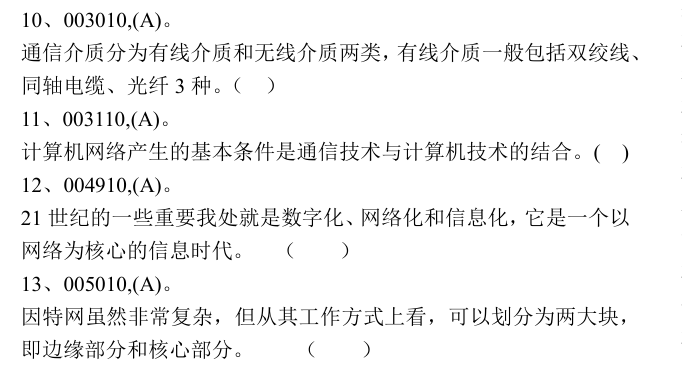 10、003010,(A)。
通信介质分为有线介质和无线介质两类，有线介质一般包括双绞线、
同轴电缆、光纤 3 种。（　）
11、003110,(A)。
计算机网络产生的基本条件是通信技术与计算机技术的结合。(　)
12、004910,(A)。
21 世纪的一些重要我处就是数字化、网络化和信息化，它是一个以
网络为核心的信息时代。　（　　）
13、005010,(A)。
因特网虽然非常复杂，但从其工作方式上看，可以划分为两大块，
即边缘部分和核心部分。　　（　　）